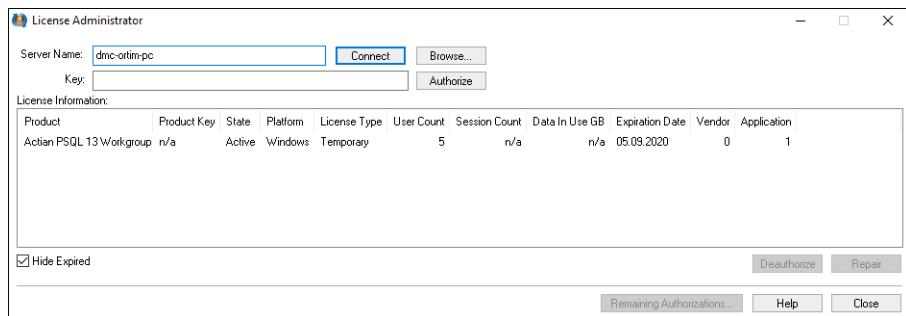 License Administrator
Server Name: dmc-ortim-pc Connect Browse...
Key: Authorize
License Information:
Product Product Key State Platform License Type User Count Session Count Data In Use GB Expiration Date Vendor Application
Actian PSQL 13 Workgroup n/a Active Windows Temporary 5 n/a n/a 05.09.2020 0 1
Hide Expired Deauthorize Repair
Remaining Authorizations... Help Close